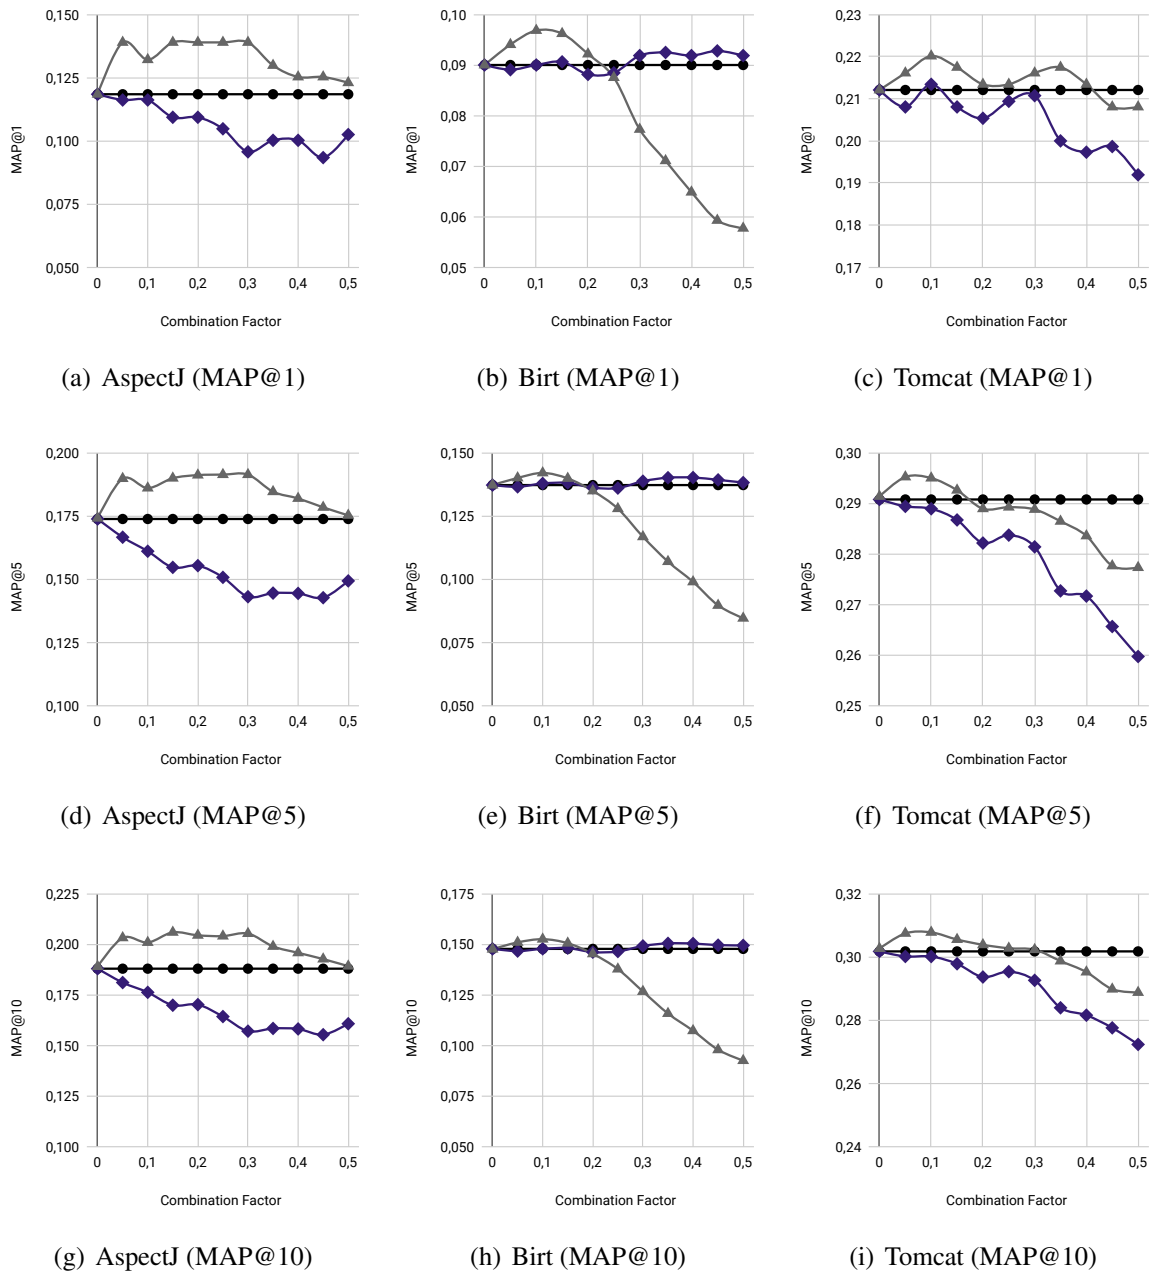 0,150
0,125
0,100
0,075
0,050
MAP@1
0 0,1 0,2 0,3 0,4 0,5
Combination Factor
(a) AspectJ (MAP@1)
0,10
0,09
0,08
0,07
0,06
0,05
MAP@1
0 0,1 0,2 0,3 0,4 0,5
Combination Factor
(b) Birt (MAP@1)
0,23
0,22
0,21
0,20
0,19
0,18
0,17
MAP@1
0 0,1 0,2 0,3 0,4 0,5
Combination Factor
(c) Tomcat (MAP@1)
0,200
0,175
0,150
0,125
0,100
MAP@5
0 0,1 0,2 0,3 0,4 0,5
Combination Factor
(d) AspectJ (MAP@5)
0,150
0,125
0,100
0,075
0,050
MAP@5
0 0,1 0,2 0,3 0,4 0,5
Combination Factor
(e) Birt (MAP@5)
0,30
0,29
0,28
0,27
0,26
0,25
MAP@5
0 0,1 0,2 0,3 0,4 0,5
Combination Factor
(f) Tomcat (MAP@5)
0,225
0,200
0,175
0,150
0,125
0,100
MAP@10
0 0,1 0,2 0,3 0,4 0,5
Combination Factor
(g) AspectJ (MAP@10)
0,175
0,150
0,125
0,100
0,075
0,050
MAP@10
0 0,1 0,2 0,3 0,4 0,5
Combination Factor
(h) Birt (MAP@10)
0,32
0,30
0,28
0,26
0,24
MAP@10
0 0,1 0,2 0,3 0,4 0,5
Combination Factor
(i) Tomcat (MAP@10)